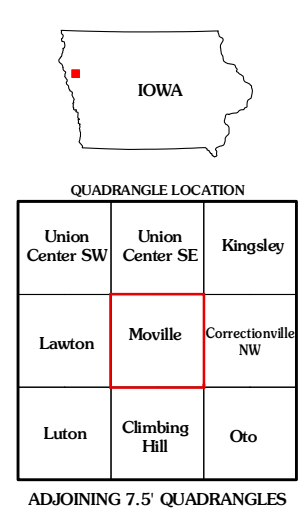 IOWA
QUADRANGLE LOCATION
Union
Center SW
Union
Center SE
Kingsley
Lawton
Moville
Correctionville
NW
Luton
Climbing
Hill
Oto
ADJOINING 7.5' QUADRANGLES